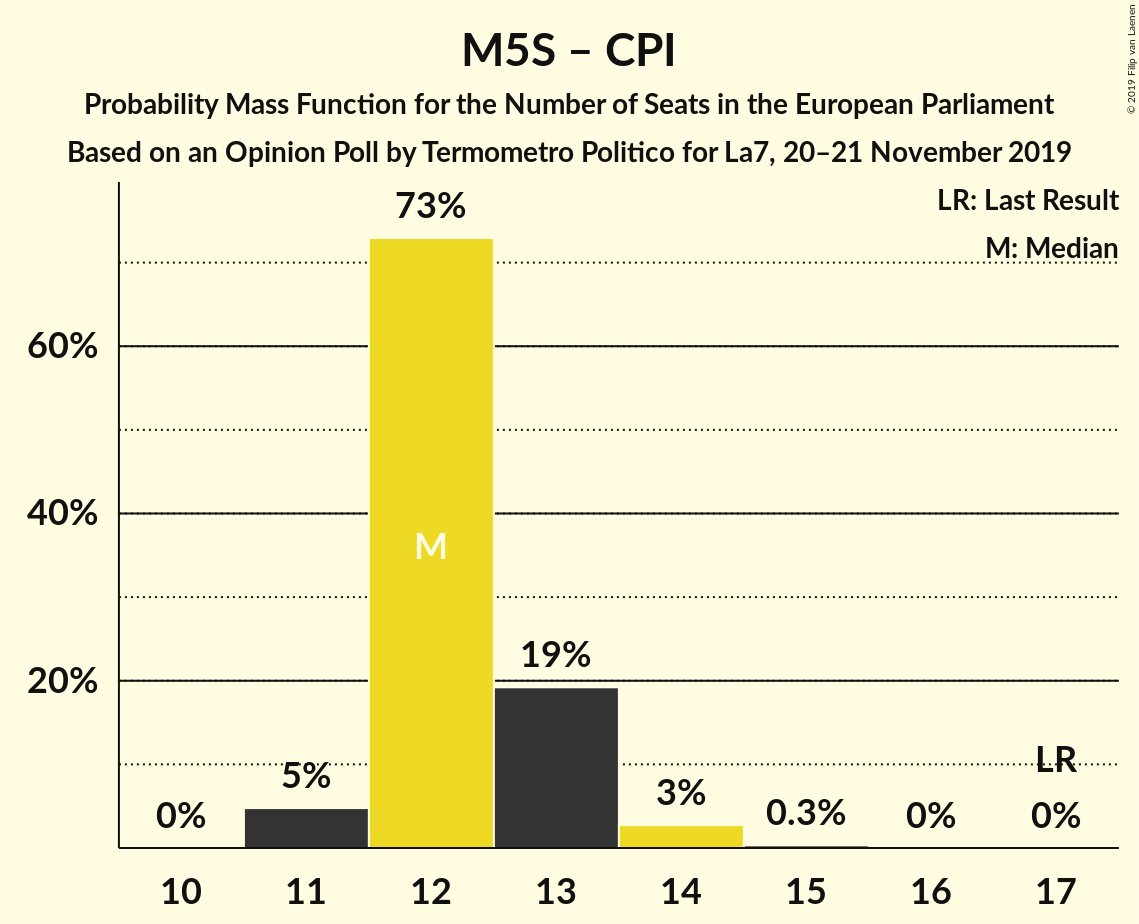 M5S – CPI
Probability Mass Function for the Number of Seats in the European Parliament
Based on an Opinion Poll by Termometro Politico for La7, 20–21 November 2019
© 2019 Filip van Laenen
LR: Last Result
M: Median
60%
40%
20%
0%
5%
73%
M
19%
3%
0.3%
0%
LR
0%
10 11 12 13 14 15 16 17